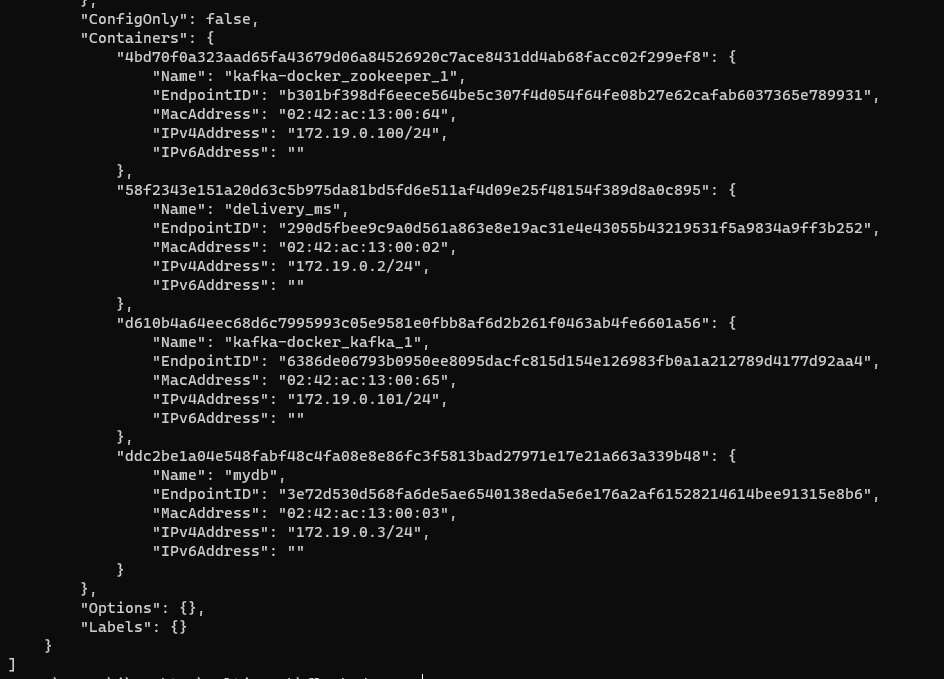 },
"ConfigOnly": false,
"Containers": {
"4bd70f0a323aad65fa43679d06a84526920c7ace8431dd4ab68facc02f299ef8": {
"Name": "kafka-docker_zookeeper_1",
"EndpointID": "b301bf398df6eece564be5c307f4d054f64fe08b27e62cafab6037365e789931",
"MacAddress": "02:42:ac:13:00:64",
"IPv4Address": "172.19.0.100/24",
"IPv6Address": ""
},
"58f2343e151a20d63c5b975da81bd5fd6e511af4d09e25f48154f389d8a0c895": {
"Name": "delivery_ms",
"EndpointID": "290d5fbee9c9a0d561a863e8e19ac31e4e43055b43219531f5a9834a9ff3b252",
"MacAddress": "02:42:ac:13:00:02",
"IPv4Address": "172.19.0.2/24",
"IPv6Address": ""
},
"d610b4a64eec68d6c7995993c05e9581e0fbb8af6d2b261f0463ab4fe6601a56": {
"Name": "kafka-docker_kafka_1",
"EndpointID": "6386de06793b0950ee8095dacfc815d154e126983fb0a1a212789d4177d92aa4",
"MacAddress": "02:42:ac:13:00:65",
"IPv4Address": "172.19.0.101/24",
"IPv6Address": ""
},
"ddc2be1a04e548fabf48c4fa08e8e86fc3f5813bad27971e17e21a663a339b48": {
"Name": "mydb",
"EndpointID": "3e72d530d568fa6de5ae6540138eda5e6e176a2af61528214614bee91315e8b6",
"MacAddress": "02:42:ac:13:00:03",
"IPv4Address": "172.19.0.3/24",
"IPv6Address": ""
}
},
"Options": {},
"Labels": {}
}
]